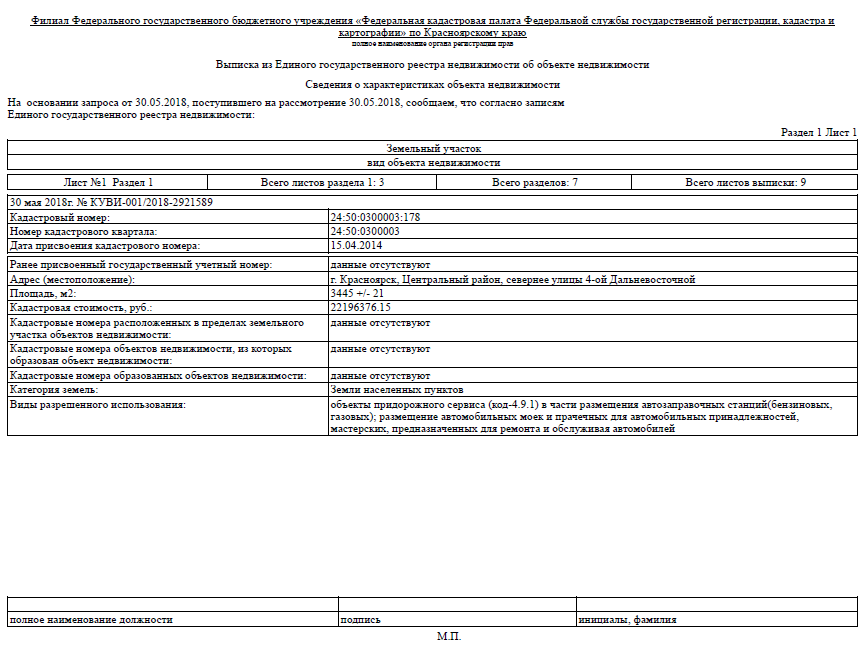 Филиал Федерального государственного бюджетного учреждения «Федеральная кадастровая палата Федеральной службы государственной регистрации, кадастра и
картографии» по Красноярскому краю
полное наименование органа регистрации прав
Выписка из Единого государственного реестра недвижимости об объекте недвижимости
Сведения о характеристиках объекта недвижимости
На основании запроса от 30.05.2018, поступившего на рассмотрение 30.05.2018, сообщаем, что согласно записям
Единого государственного реестра недвижимости:
Раздел 1 Лист 1
Земельный участок
вид объекта недвижимости
Лист №1 Раздел 1 Всего листов раздела 1: 3 Всего разделов: 7 Всего листов выписки: 9
30 мая 2018г. № КУВИ-001/2018-2921589
Кадастровый номер: 24:50:0300003:178
Номер кадастрового квартала: 24:50:0300003
Дата присвоения кадастрового номера: 15.04.2014
Ранее присвоенный государственный учетный номер: данные отсутствуют
Адрес (местоположение): г. Красноярск, Центральный район, севернее улицы 4-ой Дальневосточной
Площадь, м2: 3445 +/- 21
Кадастровая стоимость, руб.: 22196376.15
Кадастровые номера расположенных в пределах земельного данные отсутствуют
участка объектов недвижимости:
Кадастровые номера объектов недвижимости, из которых данные отсутствуют
образован объект недвижимости:
Кадастровые номера образованных объектов недвижимости: данные отсутствуют
Категория земель: Земли населенных пунктов
Виды разрешенного использования: объекты придорожного сервиса (код-4.9.1) в части размещения автозаправочных станций(бензиновых,
газовых); размещение автомобильных моек и прачечных для автомобильных принадлежностей,
мастерских, предназначенных для ремонта и обслуживая автомобилей
полное наименование должности подпись инициалы, фамилия
М.П.